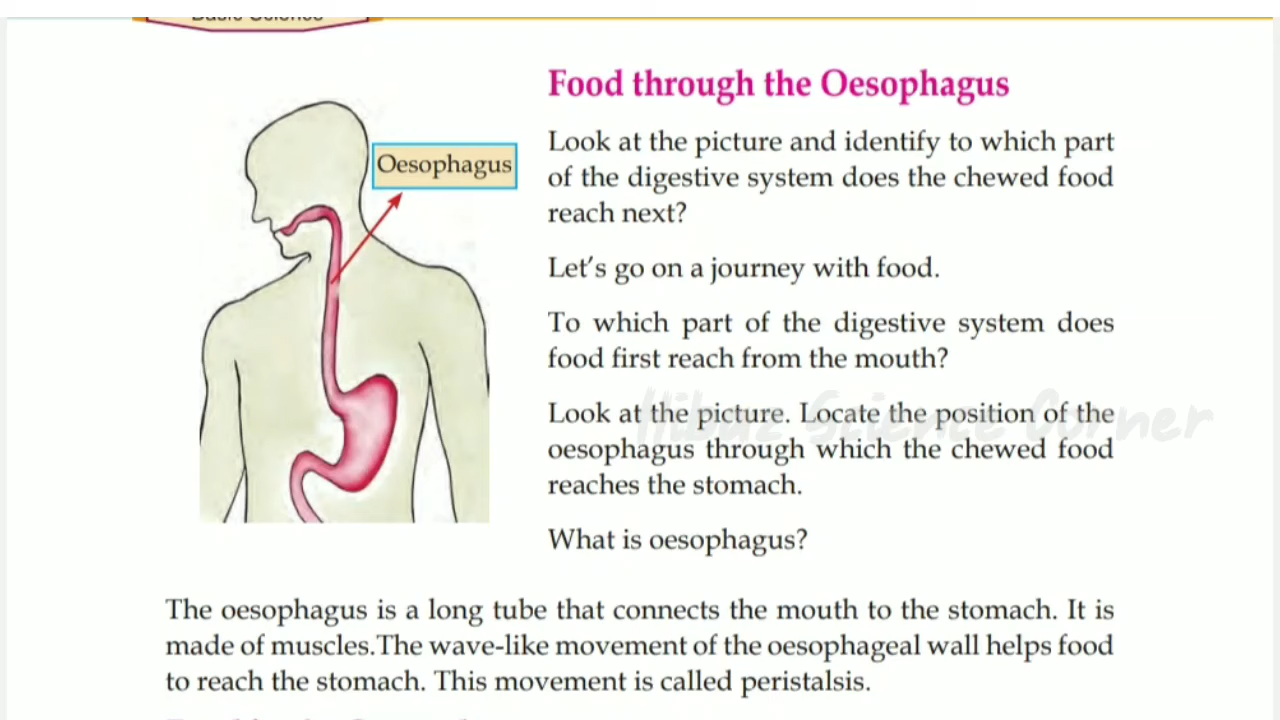 Basic Science
Food through the Oesophagus
Oesophagus
Look at the picture and identify to which part
of the digestive system does the chewed food
reach next?
Let's go on a journey with food.
To which part of the digestive system does
food first reach from the mouth?
Look at the picture. Locate the position of the
oesophagus through which the chewed food
reaches the stomach.
Science Corner
What is oesophagus?
The oesophagus is a long tube that connects the mouth to the stomach. It is
made of muscles.The wave-like movement of the oesophageal wall helps food
to reach the stomach. This movement is called peristalsis.